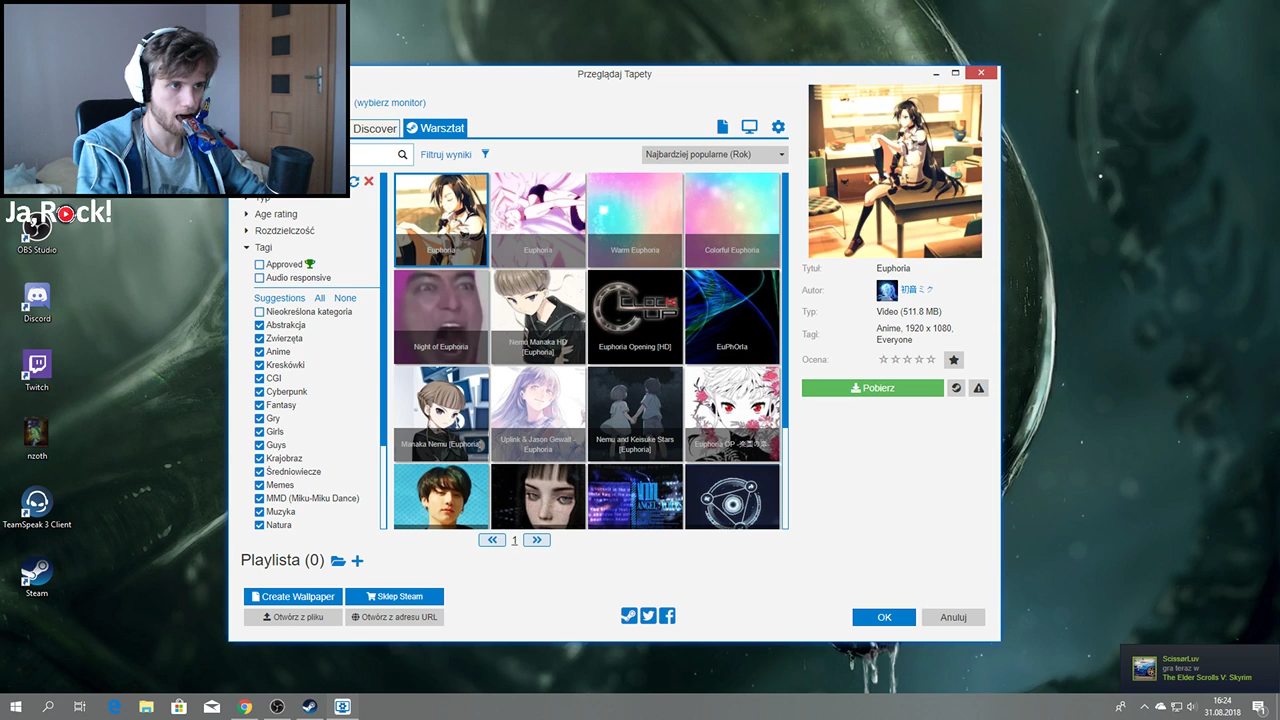 Przeglądaj Tapety
(wybierz monitor)
Discover
Warsztat
Filtruj wyniki
Najbardziej popularne (Rok)
Ja,Rock!
OBS Studio
Discord
Twitch
nzoth
TeamSpeak 3 Client
Steam
Typ
Age rating
Rozdzielczość
Tagi
Approved
Audio responsive
Suggestions All None
Nieokreślona kategoria
Abstrakcja
Zwierzęta
Anime
Kreskówki
CGI
Cyberpunk
Fantasy
Gry
Girls
Guys
Krajobraz
Średniowiecze
Memes
MMD (Miku-Miku Dance)
Muzyka
Natura
Euphoria
Euphoria
Warm Euphoria
Colorful Euphoria
Night of Euphoria
Nemu Manaka HD
[Euphoria]
CLOCK
UP
Euphoria Opening [HD]
EuPhOrIa
Manaka Nemu [Euphoria]
Uplink & Jason Gewalt -
Euphoria
Nemu and Keisuke Stars
[Euphoria]
Euphoria OP
1
Tytuł: Euphoria
Autor: 初音ミク
Typ: Video (511.8 MB)
Tagi: Anime, 1920 x 1080,
Everyone
Ocena:
Pobierz
Playlista (0)
Create Wallpaper
Sklep Steam
Otwórz z pliku
Otwórz z adresu URL
OK
Anuluj
ScissørLuv
gra teraz w
The Elder Scrolls V: Skyrim
16:24
31.08.2018